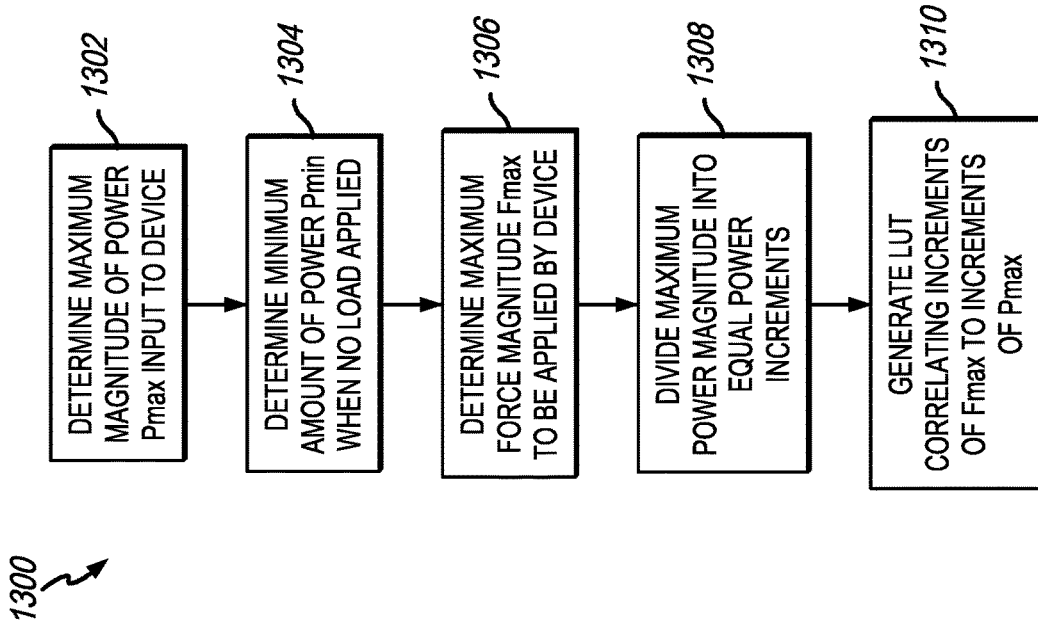 1300
1302
DETERMINE MAXIMUM
MAGNITUDE OF POWER
Pmax INPUT TO DEVICE
1304
DETERMINE MINIMUM
AMOUNT OF POWER Pmin
WHEN NO LOAD APPLIED
1306
DETERMINE MAXIMUM
FORCE MAGNITUDE Fmax
TO BE APPLIED BY DEVICE
1308
DIVIDE MAXIMUM
POWER MAGNITUDE INTO
EQUAL POWER
INCREMENTS
1310
GENERATE LUT
CORRELATING INCREMENTS
OF Fmax TO INCREMENTS
OF Pmax